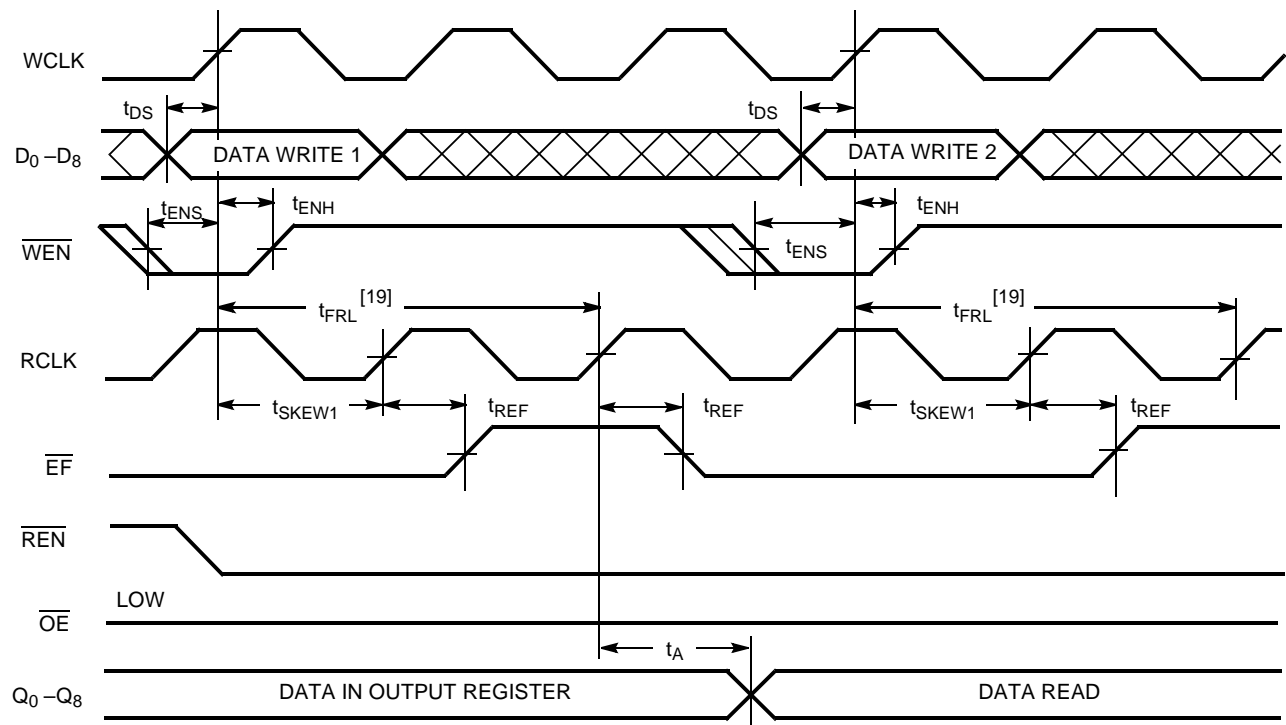 WCLK
tDS
tDS
D0 –D8
DATA WRITE 1
DATA WRITE 2
tENS
tENH
tENH
WEN
tENS
tFRL [19]
tFRL [19]
RCLK
tSKEW1
tREF
tREF
tSKEW1
tREF
EF
REN
LOW
OE
tA
Q0 –Q8
DATA IN OUTPUT REGISTER
DATA READ